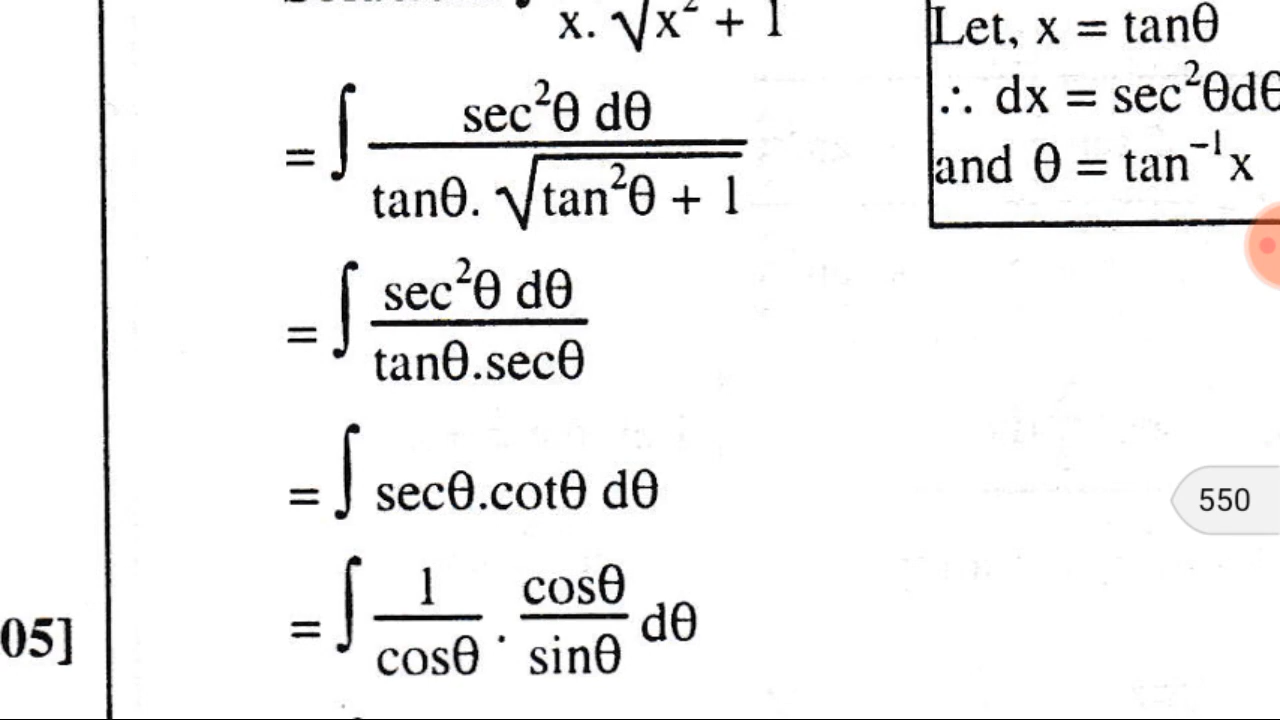 x. √x² + 1
= ∫ sec²θ dθ / tanθ. √tan²θ + 1
= ∫ sec²θ dθ / tanθ.secθ
= ∫ secθ.cotθ dθ
= ∫ 1/cosθ . cosθ/sinθ dθ
Let, x = tanθ
∴ dx = sec²θdθ
and θ = tan⁻¹x
550
05]